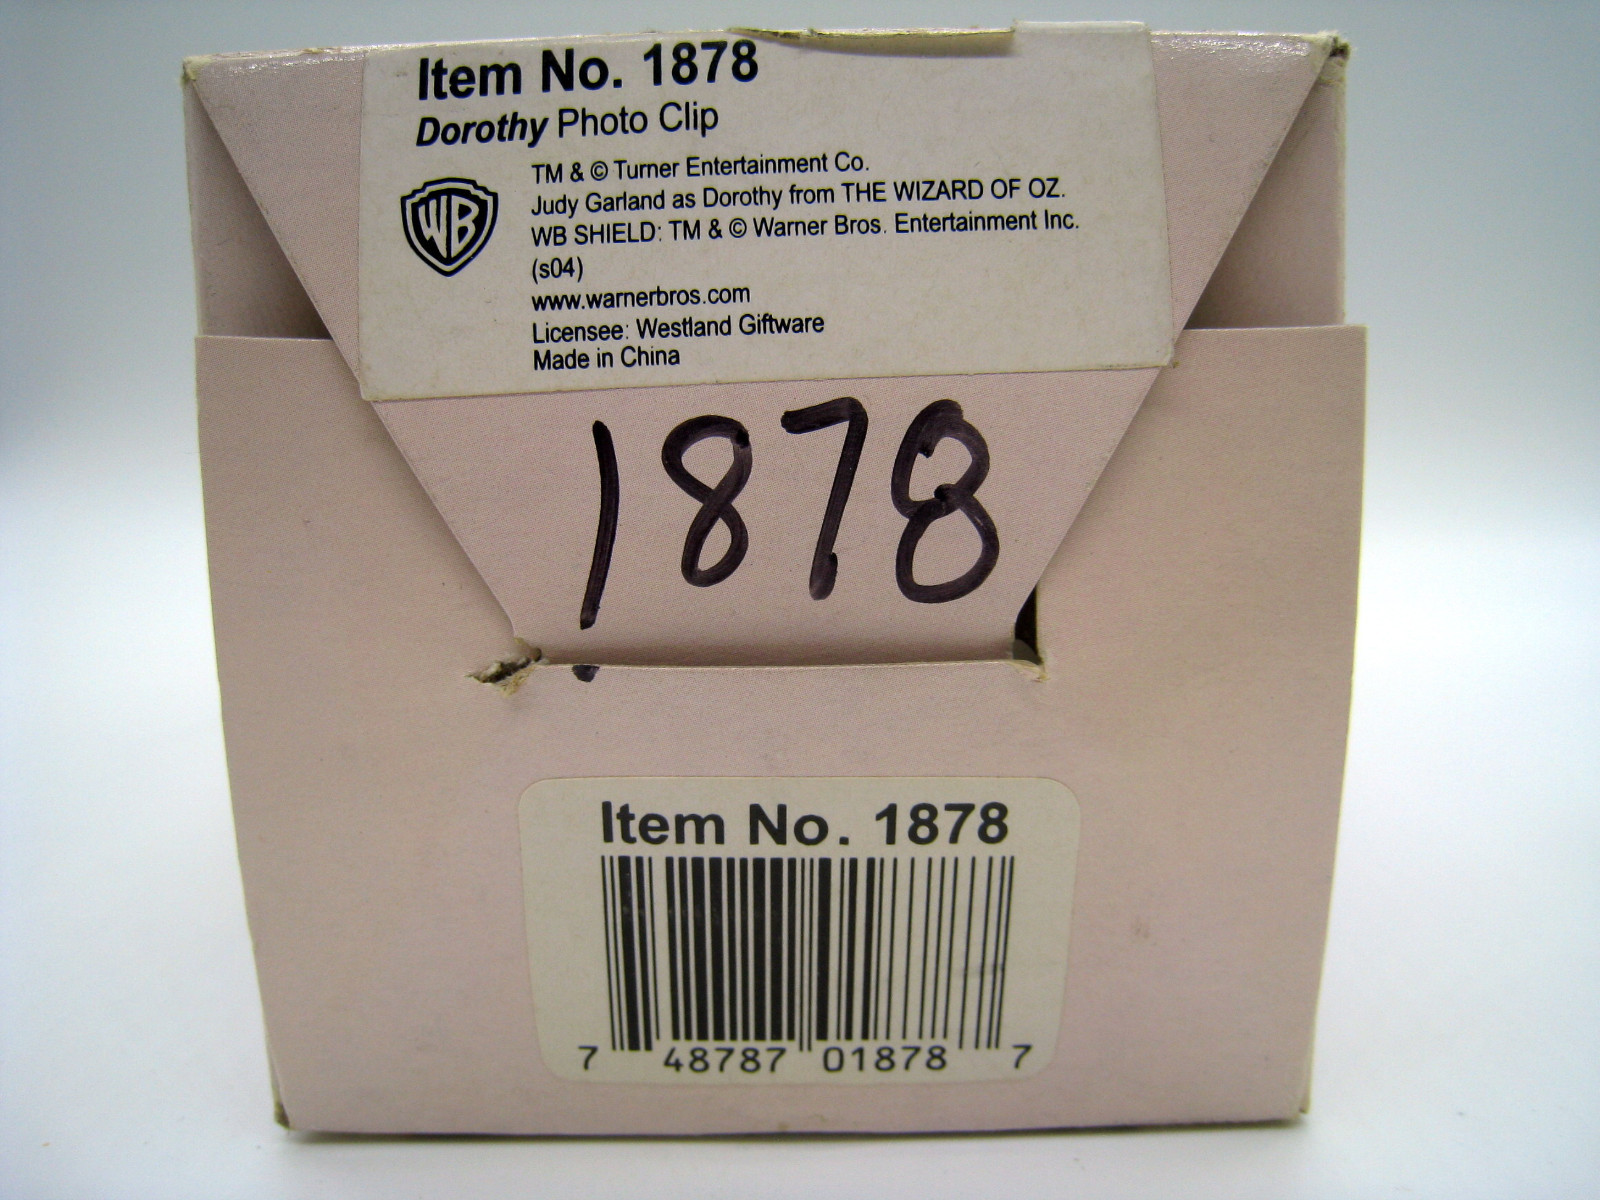 Item No. 1878
Dorothy Photo Clip
WB
TM & © Turner Entertainment Co.
Judy Garland as Dorothy from THE WIZARD OF OZ.
WB SHIELD: TM & © Warner Bros. Entertainment Inc.
(s04)
www.warnerbros.com
Licensee: Westland Giftware
Made in China
1878
Item No. 1878
7 48787 01878 7